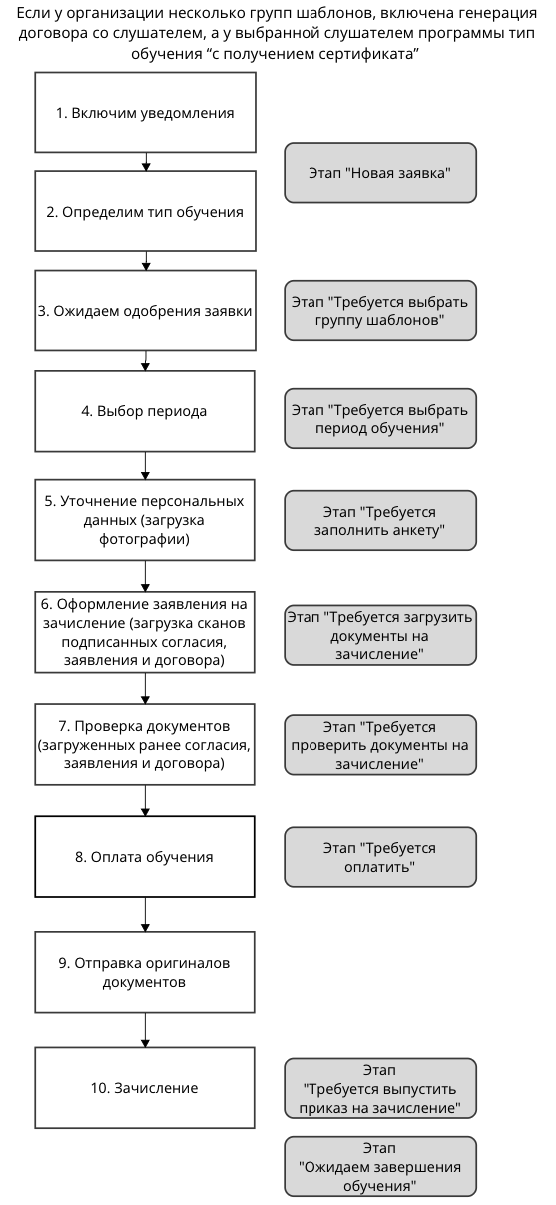 Если у организации несколько групп шаблонов, включена генерация
договора со слушателем, а у выбранной слушателем программы тип
обучения “с получением сертификата”
1. Включим уведомления
Этап "Новая заявка"
2. Определим тип обучения
3. Ожидаем одобрения заявки
Этап "Требуется выбрать
группу шаблонов"
4. Выбор периода
Этап "Требуется выбрать
период обучения"
5. Уточнение персональных
данных (загрузка
фотографии)
Этап "Требуется
заполнить анкету"
6. Оформление заявления на
зачисление (загрузка сканов
подписанных согласия,
заявления и договора)
Этап "Требуется загрузить
документы на
зачисление"
7. Проверка документов
(загруженных ранее согласия,
заявления и договора)
Этап "Требуется
проверить документы на
зачисление"
8. Оплата обучения
Этап "Требуется
оплатить"
9. Отправка оригиналов
документов
10. Зачисление
Этап
"Требуется выпустить
приказ на зачисление"
Этап
"Ожидаем завершения
обучения"